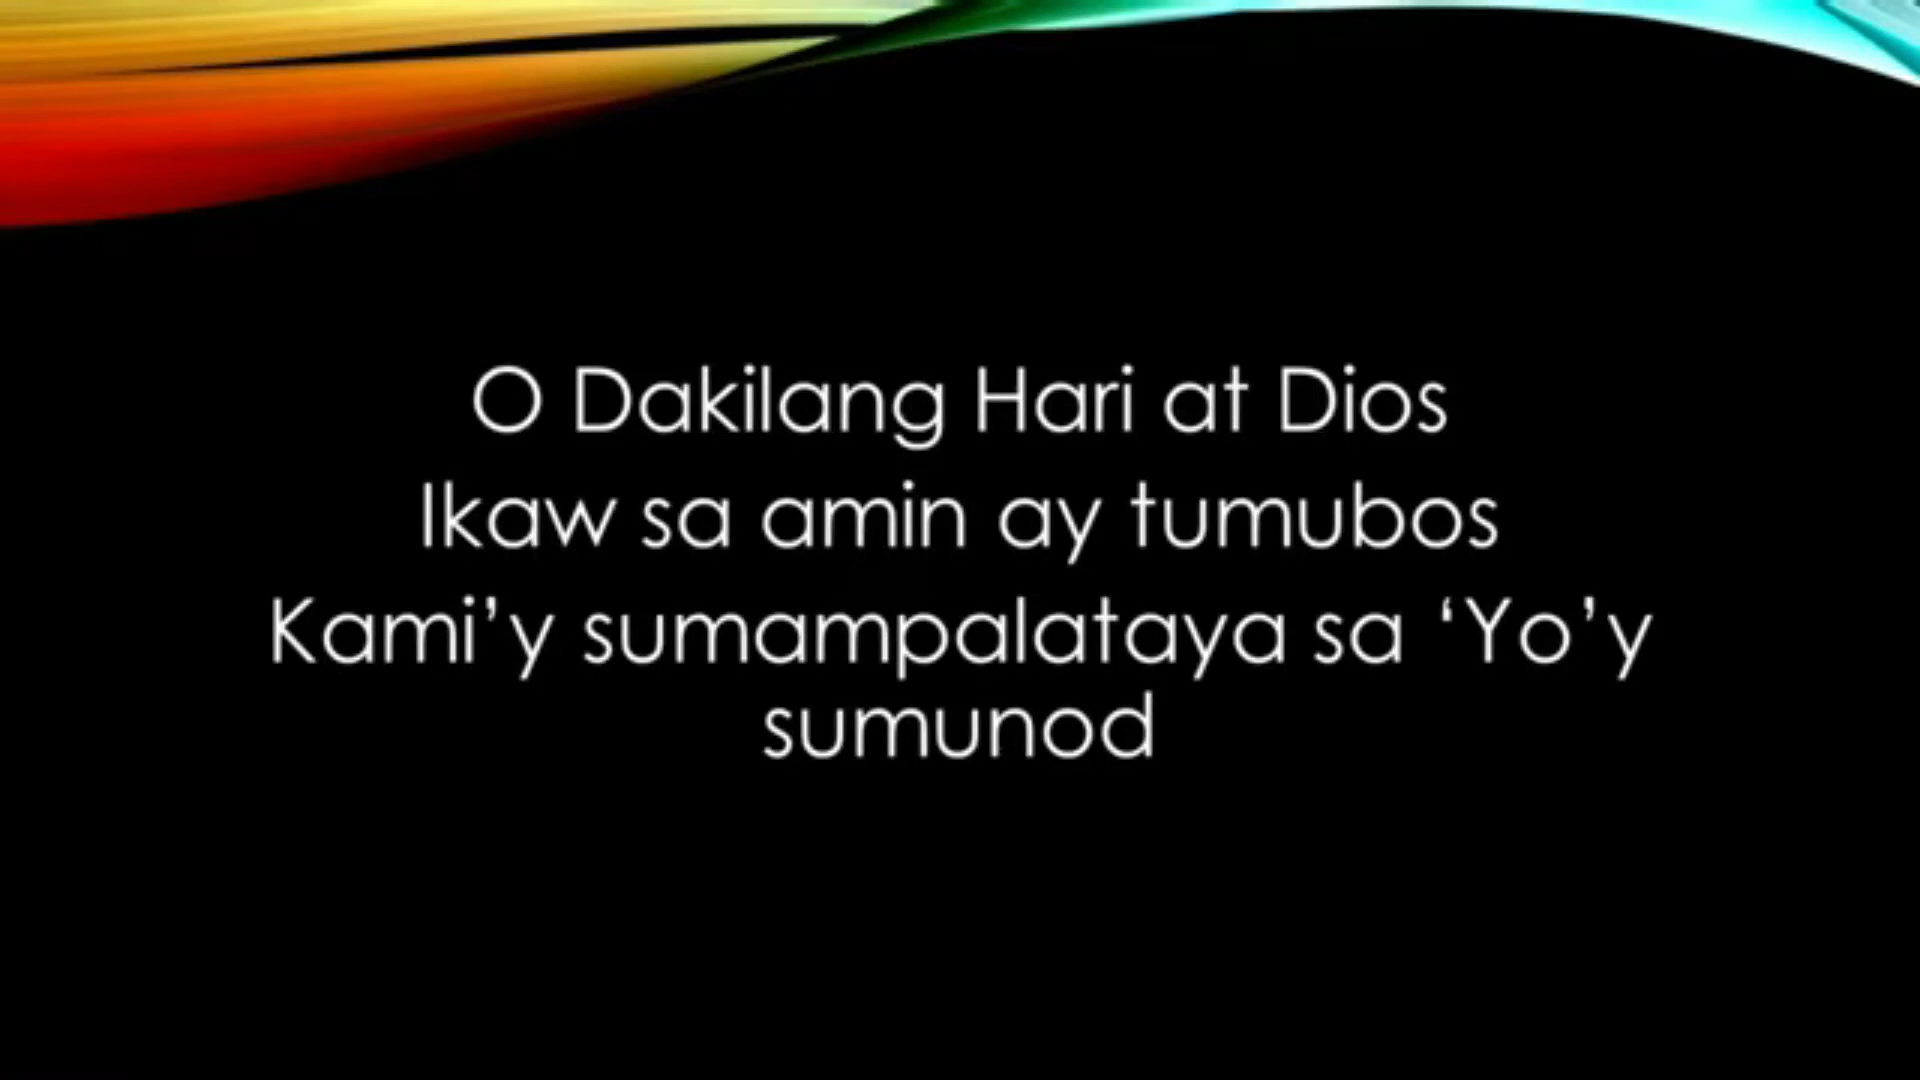 O Dakilang Hari at Dios
Ikaw sa amin ay tumubos
Kami’y sumampalataya sa ‘Yo’y
sumunod